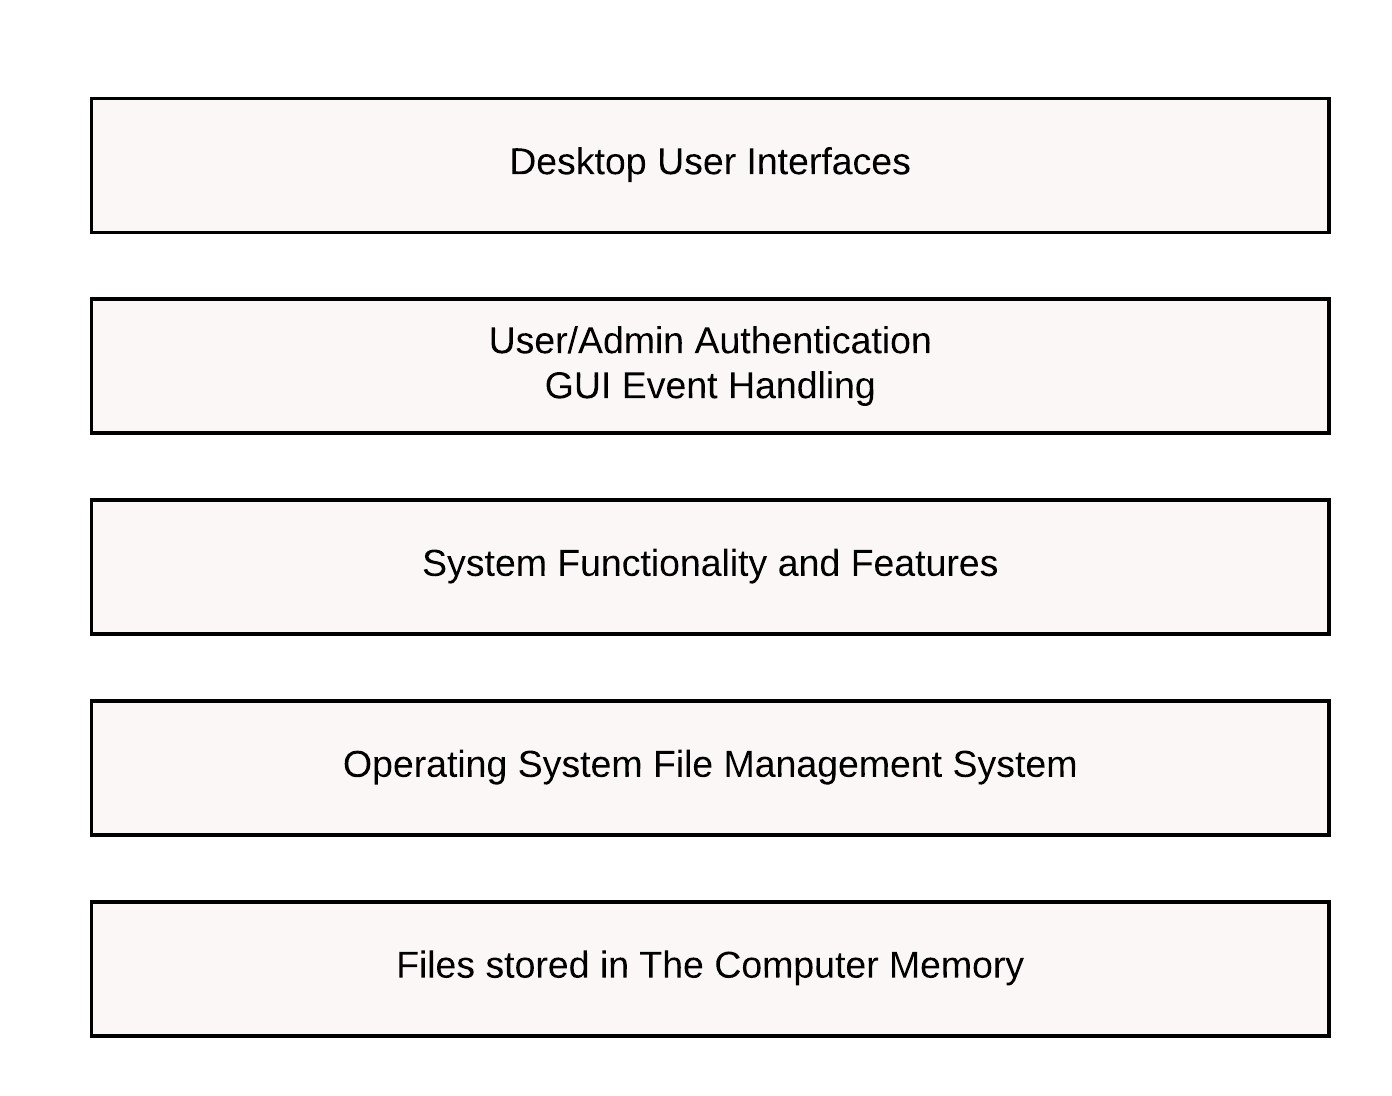 Desktop User Interfaces
User/Admin Authentication
GUI Event Handling
System Functionality and Features
Operating System File Management System
Files stored in The Computer Memory